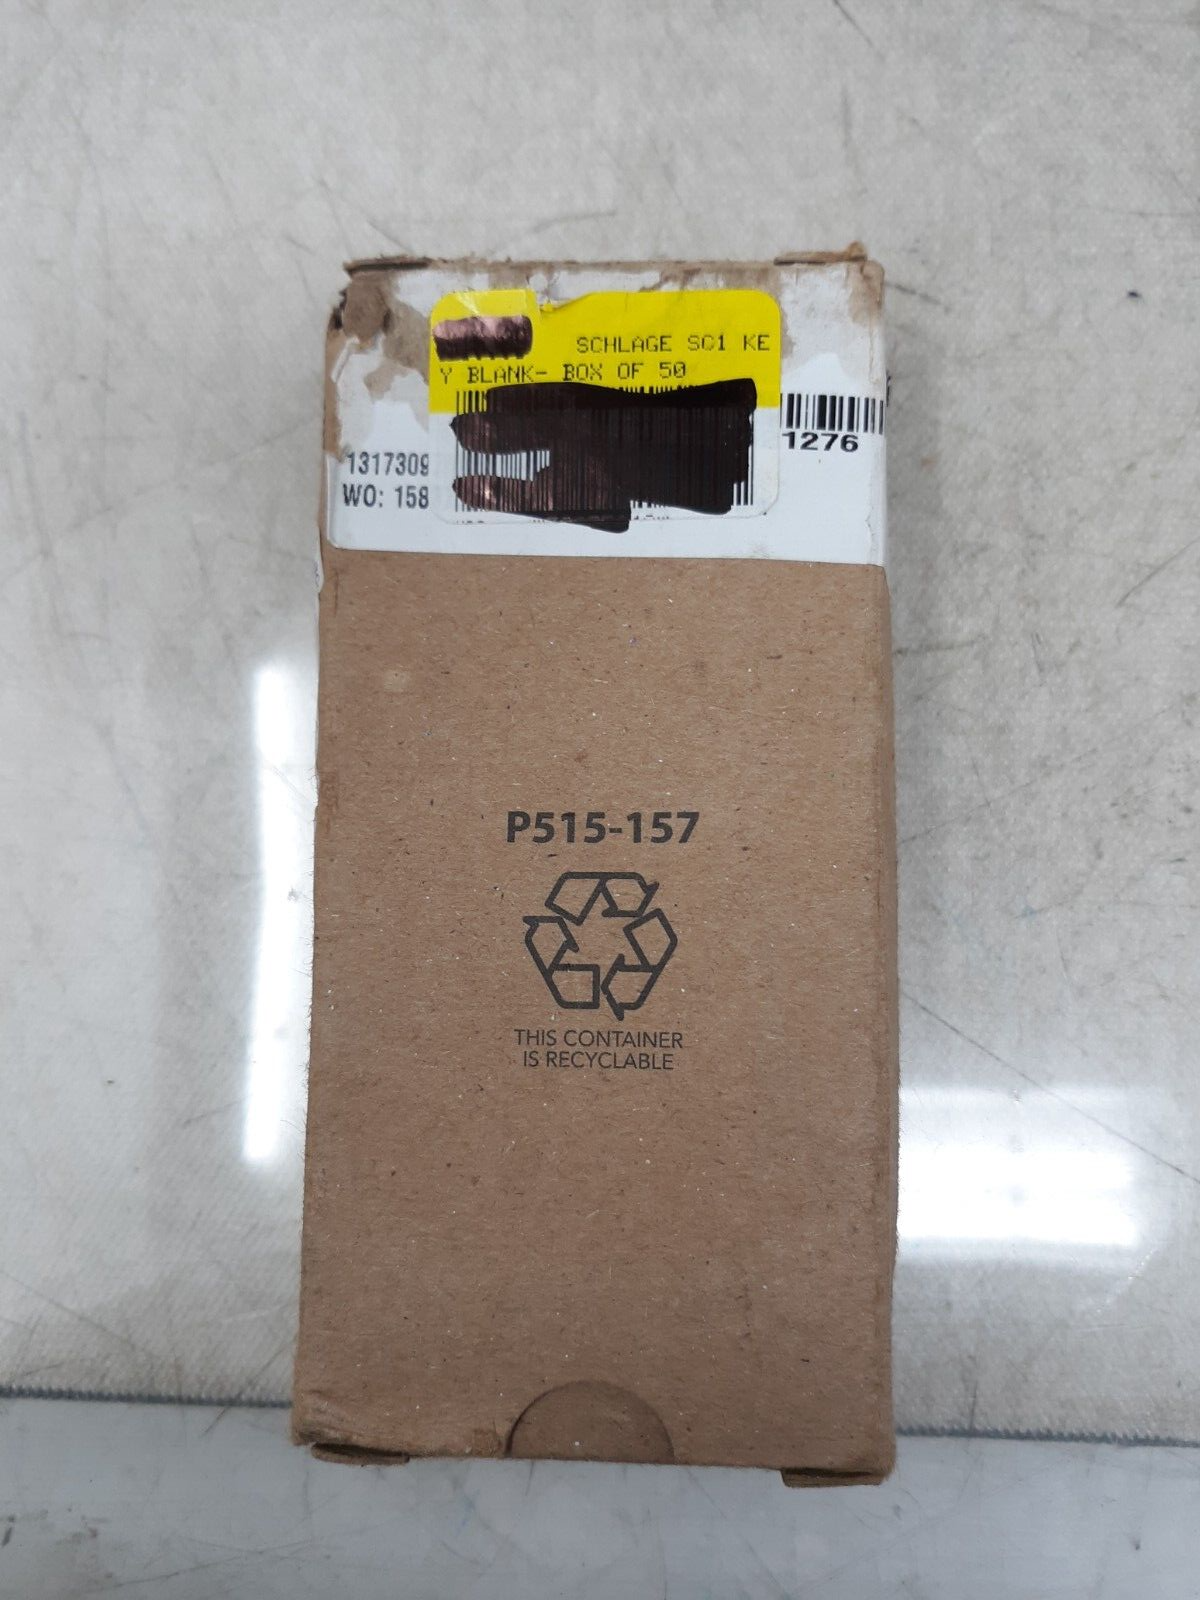 SCHLAGE SC1 KE
Y BLANK- BOX OF 50
1276
1317309
WO: 158
P515-157
THIS CONTAINER
IS RECYCLABLE